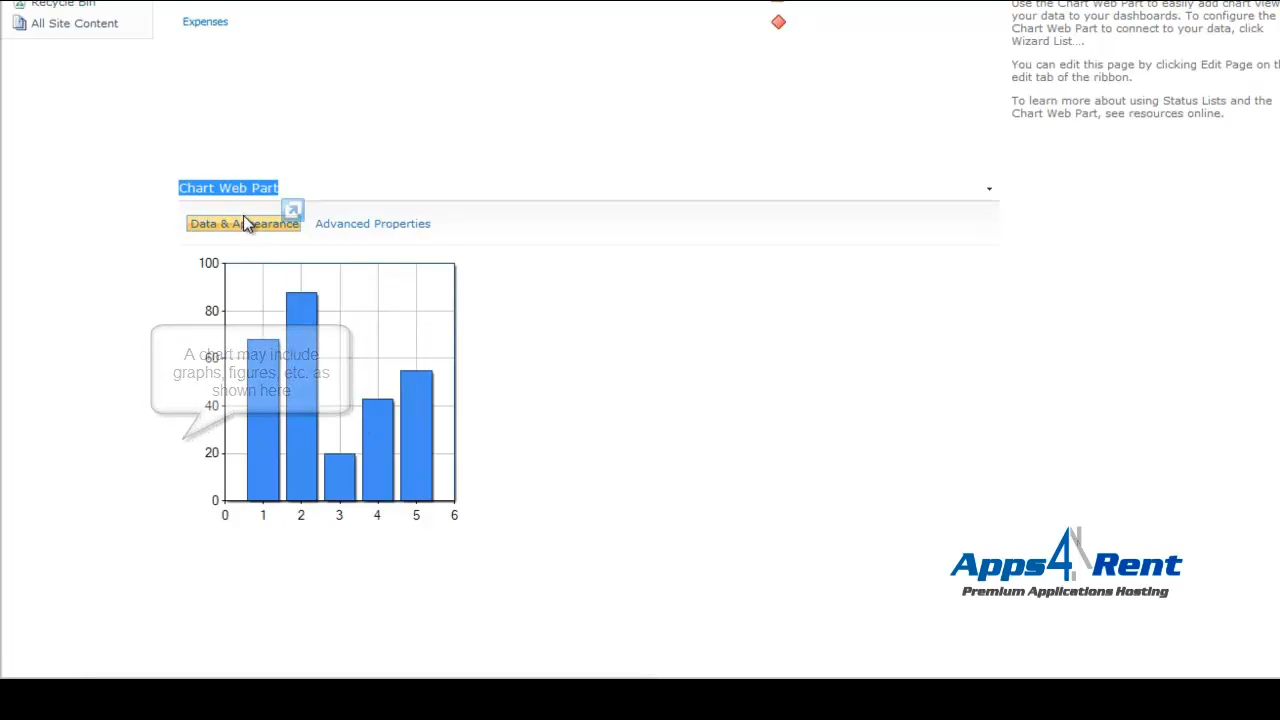 Recycle Bin
All Site Content
Expenses
Use the Chart Web Part to easily add chart view
your data to your dashboards. To configure the
Chart Web Part to connect to your data, click
Wizard List...
You can edit this page by clicking Edit Page on th
edit tab of the ribbon.
To learn more about using Status Lists and the
Chart Web Part, see resources online.
Chart Web Part
Data & Appearance
Advanced Properties
100
80
60
40
20
0
0 1 2 3 4 5 6
A chart may include
graphs, figures, etc. as
shown here
Apps4Rent
Premium Applications Hosting